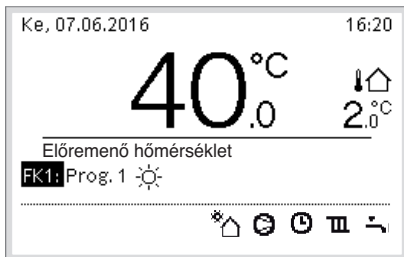 Ke, 07.06.2016 16:20
40.0 °C
2.0 °C
Előremenő hőmérséklet
FK1: Prog. 1